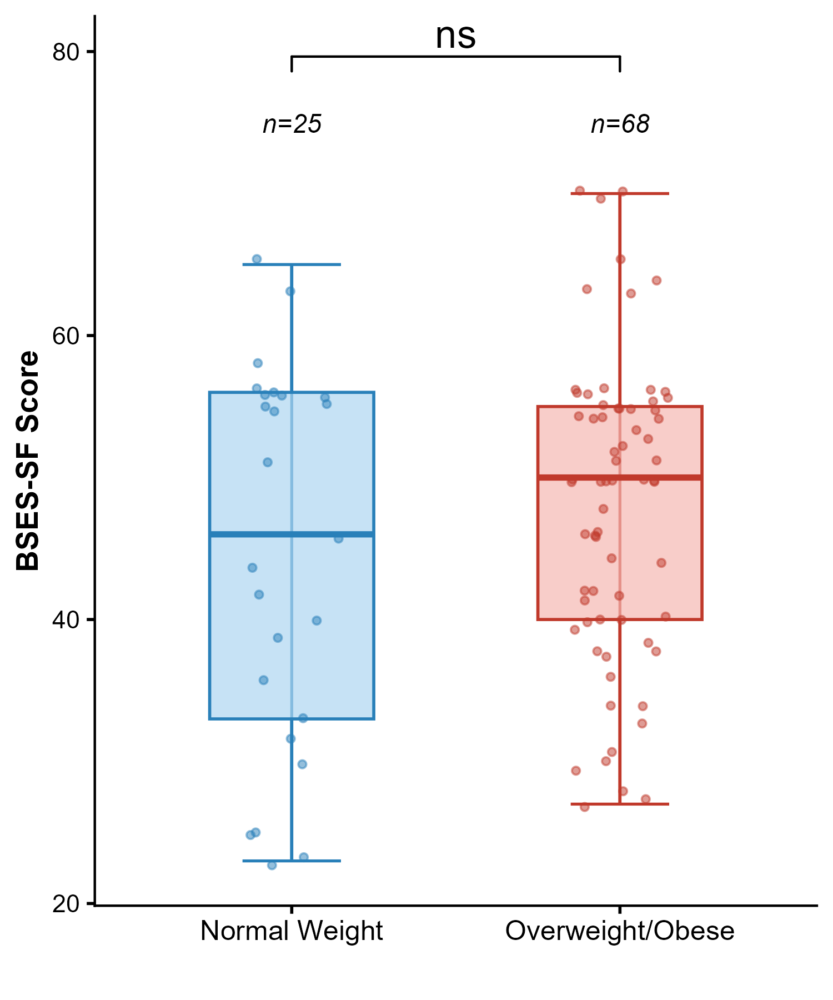 ns
80
n=25
n=68
60
BSES-SF Score
40
20
Normal Weight
Overweight/Obese